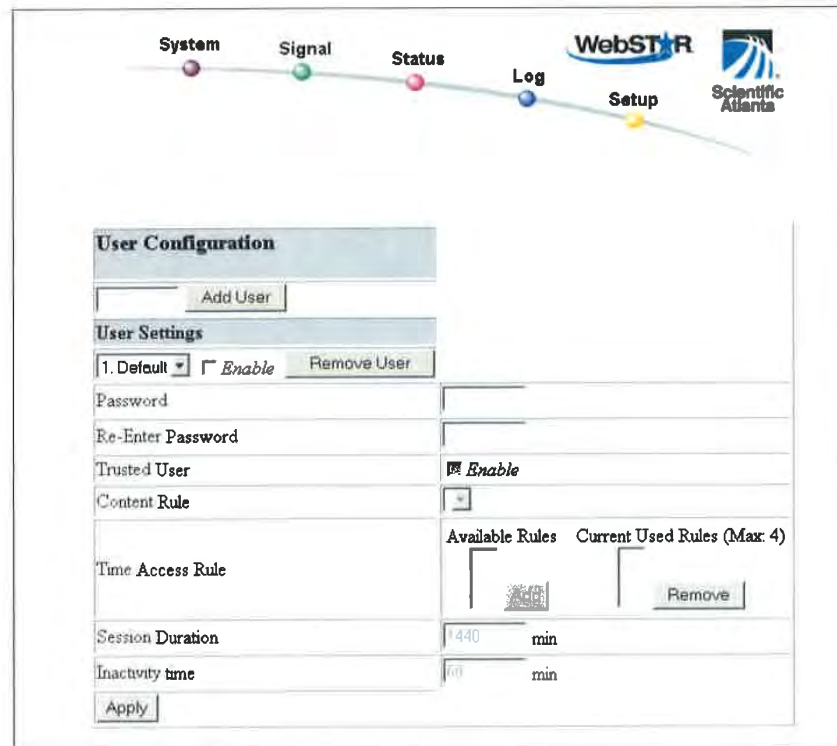 System
Signal
Status
Log
Setup
WebSTAR
Scientific
Atlanta
User Configuration
Add User
User Settings
1. Default Enable Remove User
Password
Re-Enter Password
Trusted User Enable
Content Rule
Available Rules Current Used Rules (Max: 4)
Time Access Rule
Add Remove
Session Duration 1440 min
Inactivity time min
Apply